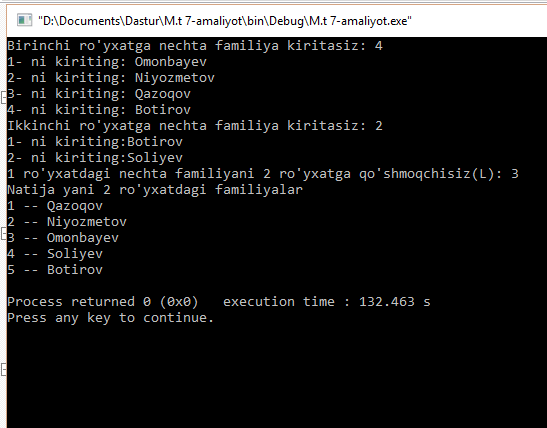 "D:\Documents\Dastur\M.t 7-amaliyot\bin\Debug\M.t 7-amaliyot.exe"
Birinchi ro'yxatga nechta familiya kiritasiz: 4
1- ni kiriting: Omonbayev
2- ni kiriting: Niyozmetov
3- ni kiriting: Qazoqov
4- ni kiriting: Botirov
Ikkinchi ro'yxatga nechta familiya kiritasiz: 2
1- ni kiriting:Botirov
2- ni kiriting:Soliyev
1 ro'yxatdagi nechta familiyani 2 ro'yxatga qo'shmoqchisiz(L): 3
Natija yani 2 ro'yxatdagi familiyalar
1 -- Qazoqov
2 -- Niyozmetov
3 -- Omonbayev
4 -- Soliyev
5 -- Botirov
Process returned 0 (0x0)   execution time : 132.463 s
Press any key to continue.